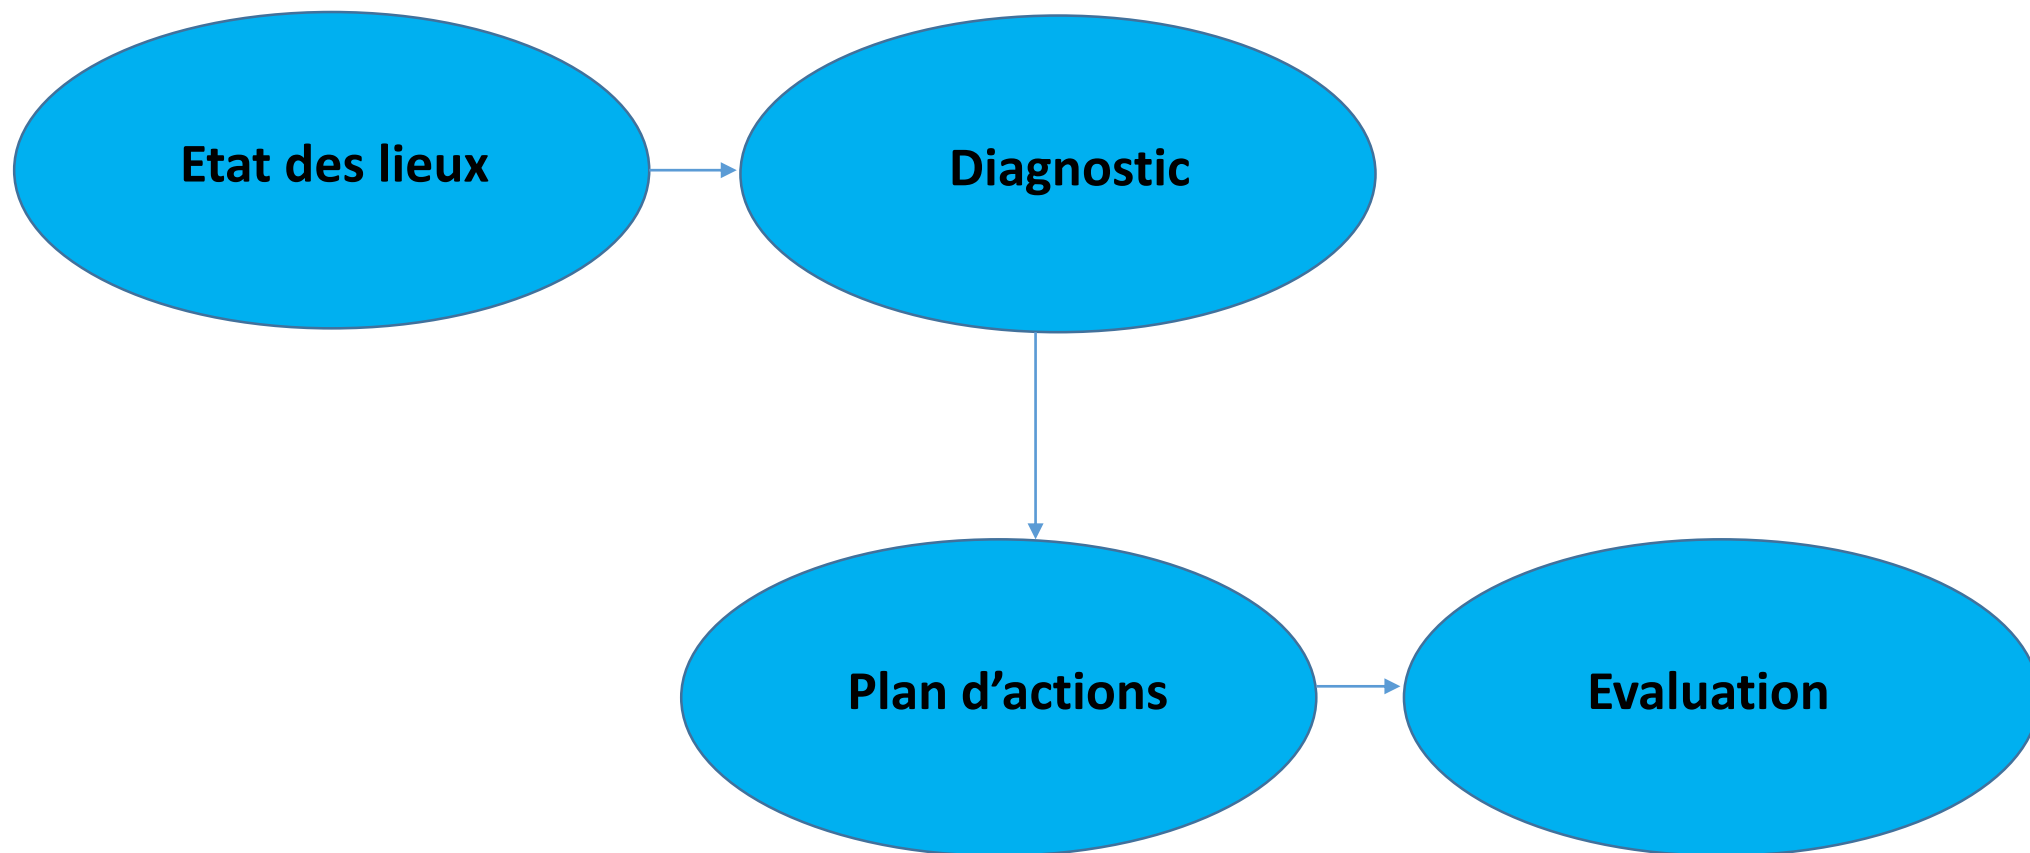 Etat des lieux
Diagnostic
Plan d’actions
Evaluation